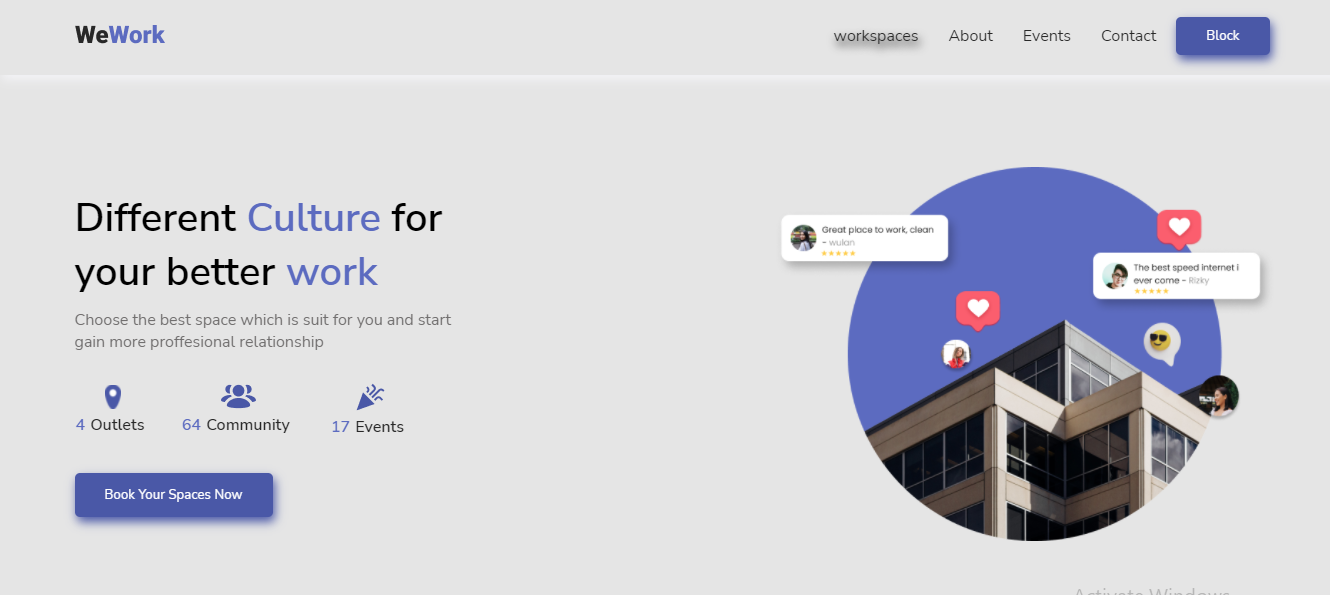 WeWork
workspaces About Events Contact Block
Different Culture for
your better work
Choose the best space which is suit for you and start
gain more proffesional relationship
4 Outlets 64 Community 17 Events
Book Your Spaces Now
Great place to work, clean
- wulan
The best speed internet i
ever come - Rizky
Activate Windows